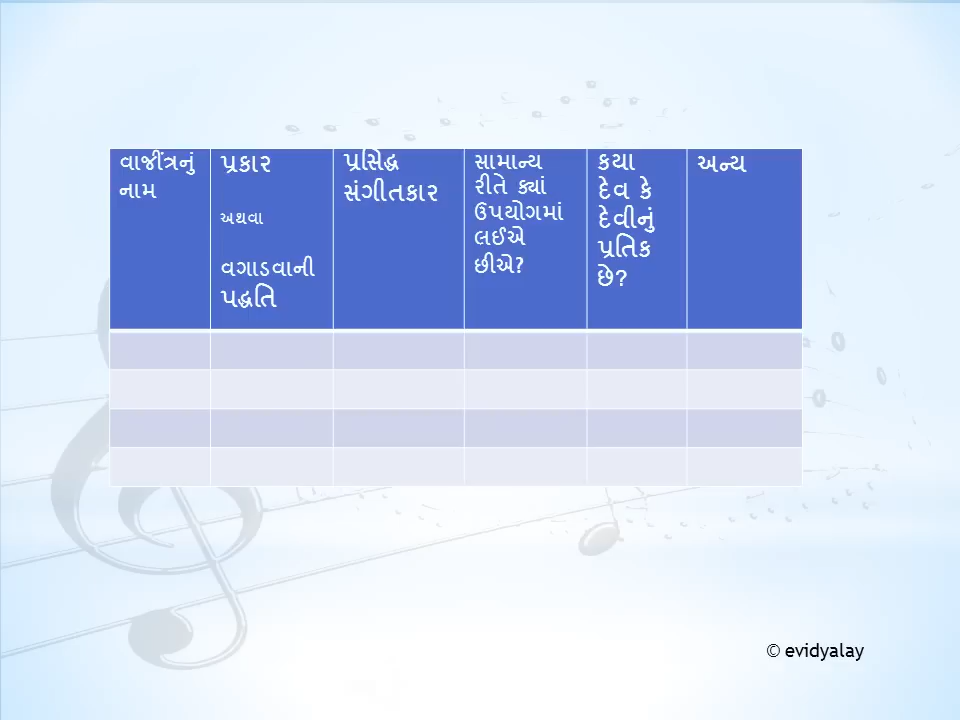 વાજીંત્રનું
નામ
પ્રકાર
અથવા
વગાડવાની
પદ્ધતિ
પ્રસિદ્ધ
સંગીતકાર
સામાન્ય
રીતે ક્યાં
ઉપયોગમાં
લઈએ
છીએ?
કયા
દેવ કે
દેવીનું
પ્રતિક
છે?
અન્ય
© evidyalay